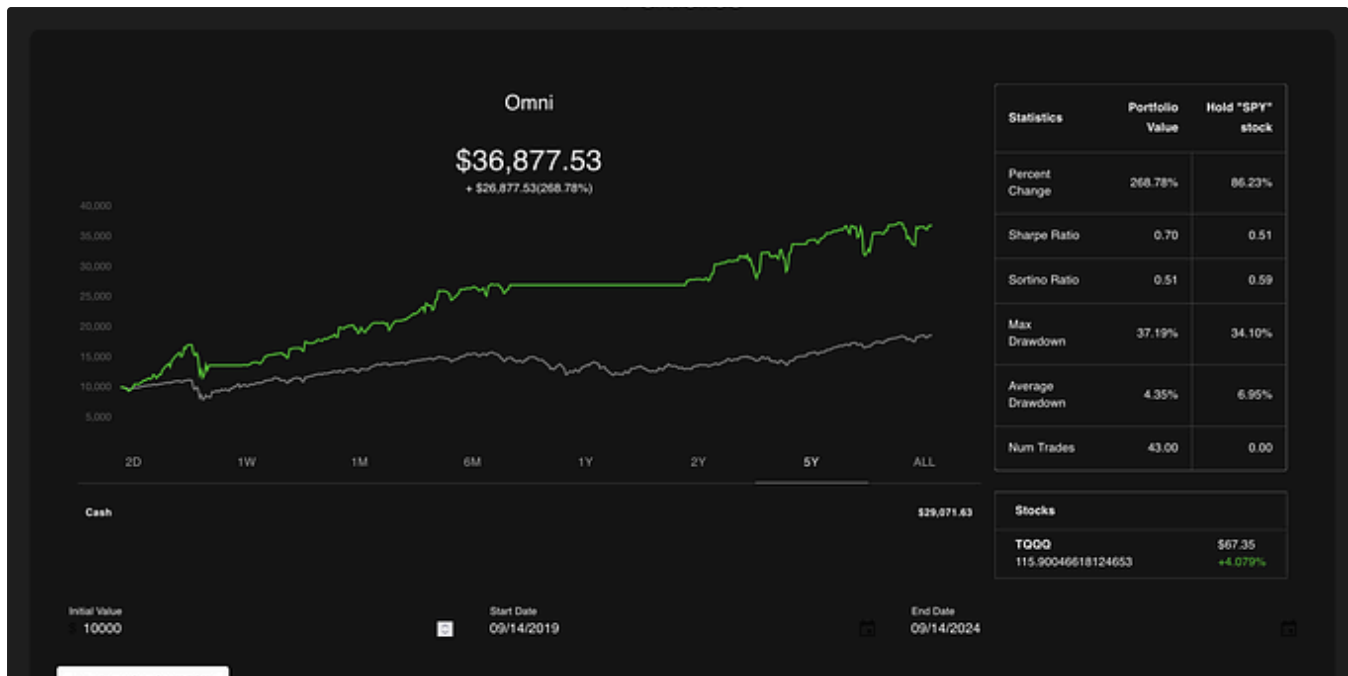 Omni
$36,877.53
+ $26,877.53(268.78%)
40,000
35,000
30,000
25,000
20,000
15,000
10,000
5,000
2D 1W 1M 6M 1Y 2Y 5Y ALL
Cash $29,071.63
Statistics Portfolio Value Hold "SPY" stock
Percent Change 268.78% 86.23%
Sharpe Ratio 0.70 0.51
Sortino Ratio 0.51 0.59
Max Drawdown 37.19% 34.10%
Average Drawdown 4.35% 6.95%
Num Trades 43.00 0.00
Stocks
TQQQ $67.35
115.90046618124653 +4.079%
Initial Value Start Date End Date
$ 10000 09/14/2019 09/14/2024